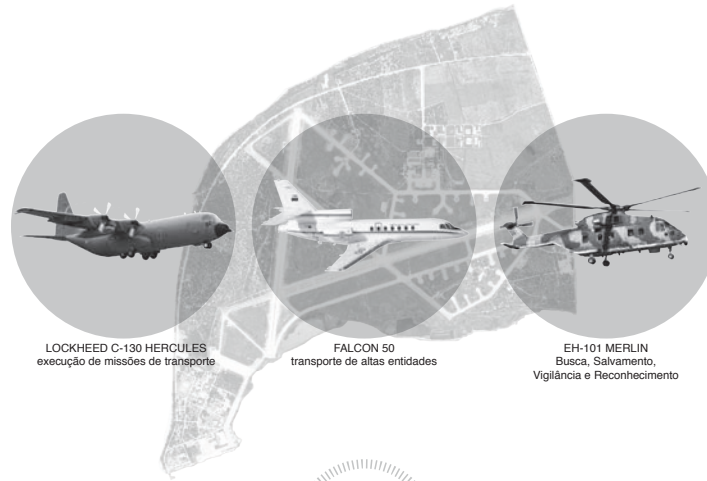 LOCKHEED C-130 HERCULES
execução de missões de transporte
FALCON 50
transporte de altas entidades
EH-101 MERLIN
Busca, Salvamento,
Vigilância e Reconhecimento